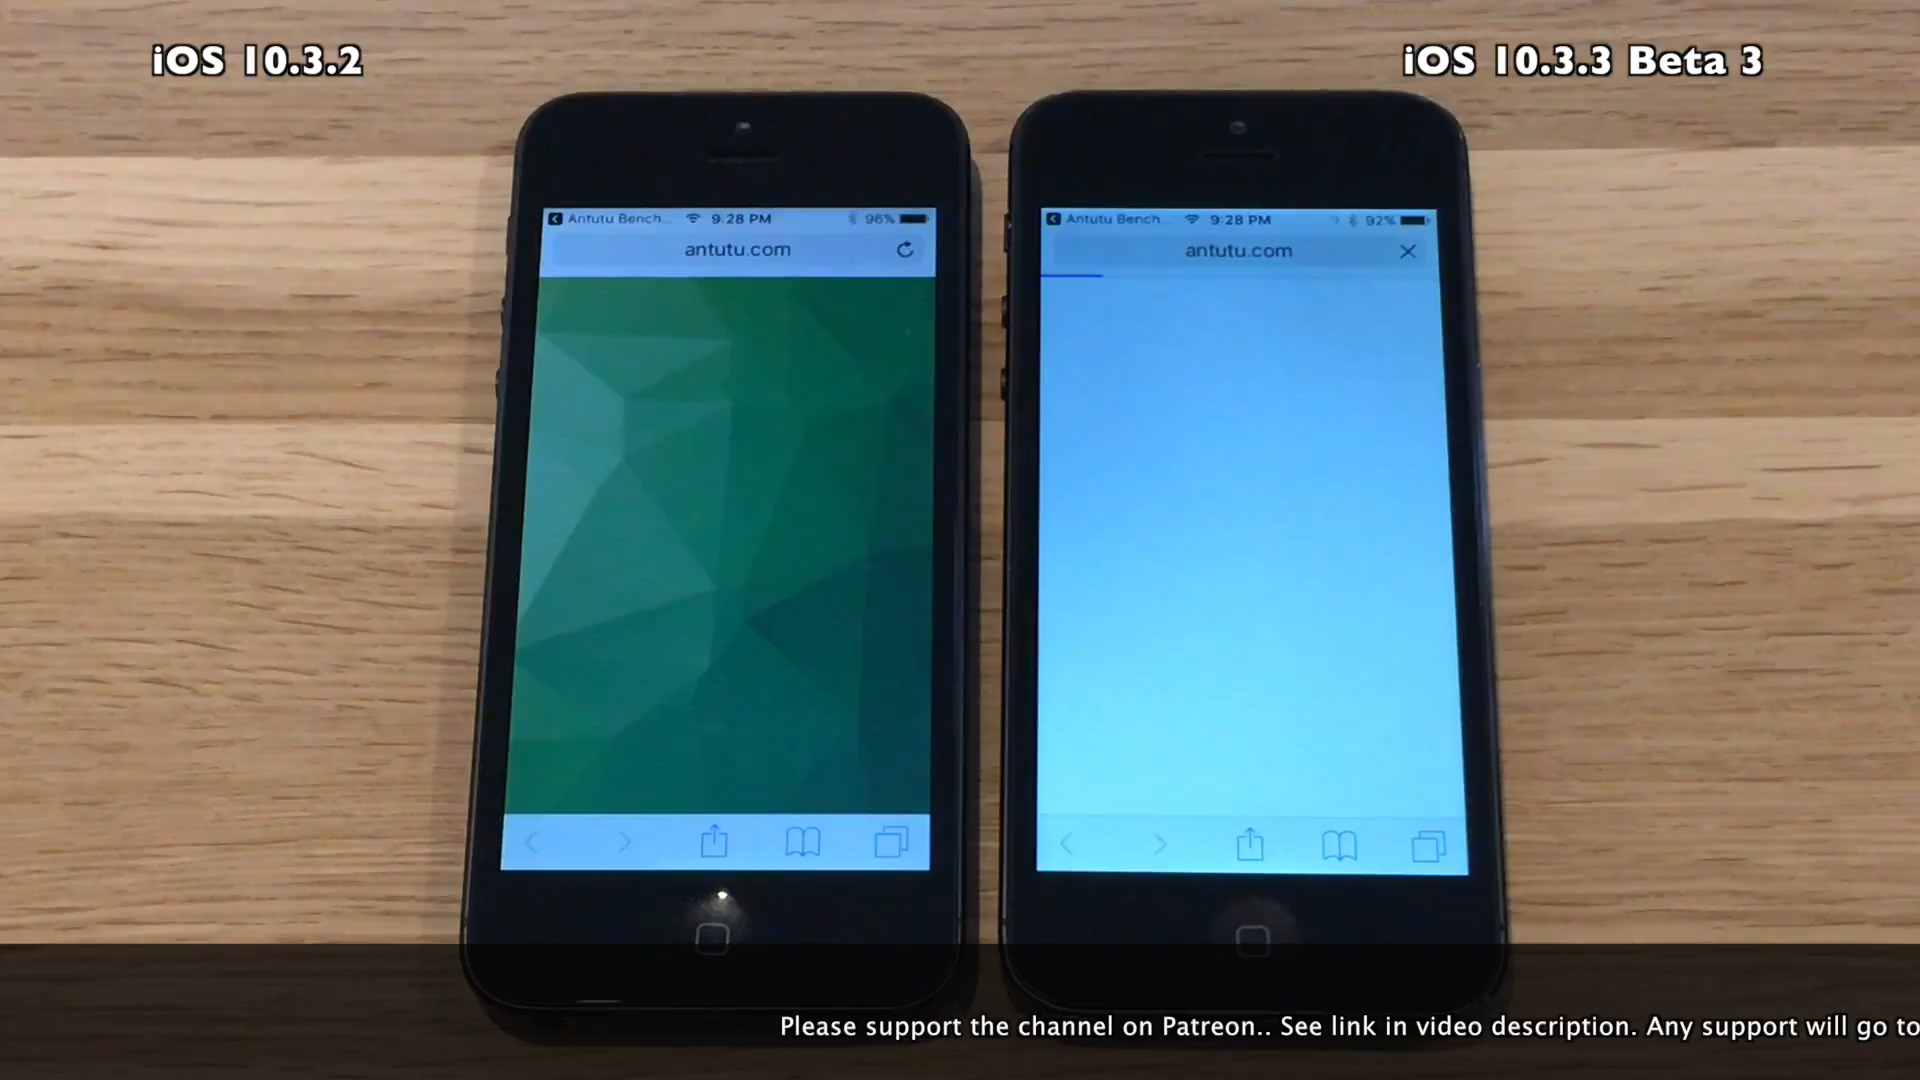 iOS 10.3.2
iOS 10.3.3 Beta 3
Antutu Bench... 9:28 PM 96%
antutu.com
Antutu Bench... 9:28 PM 92%
antutu.com
Please support the channel on Patreon.. See link in video description. Any support will go to